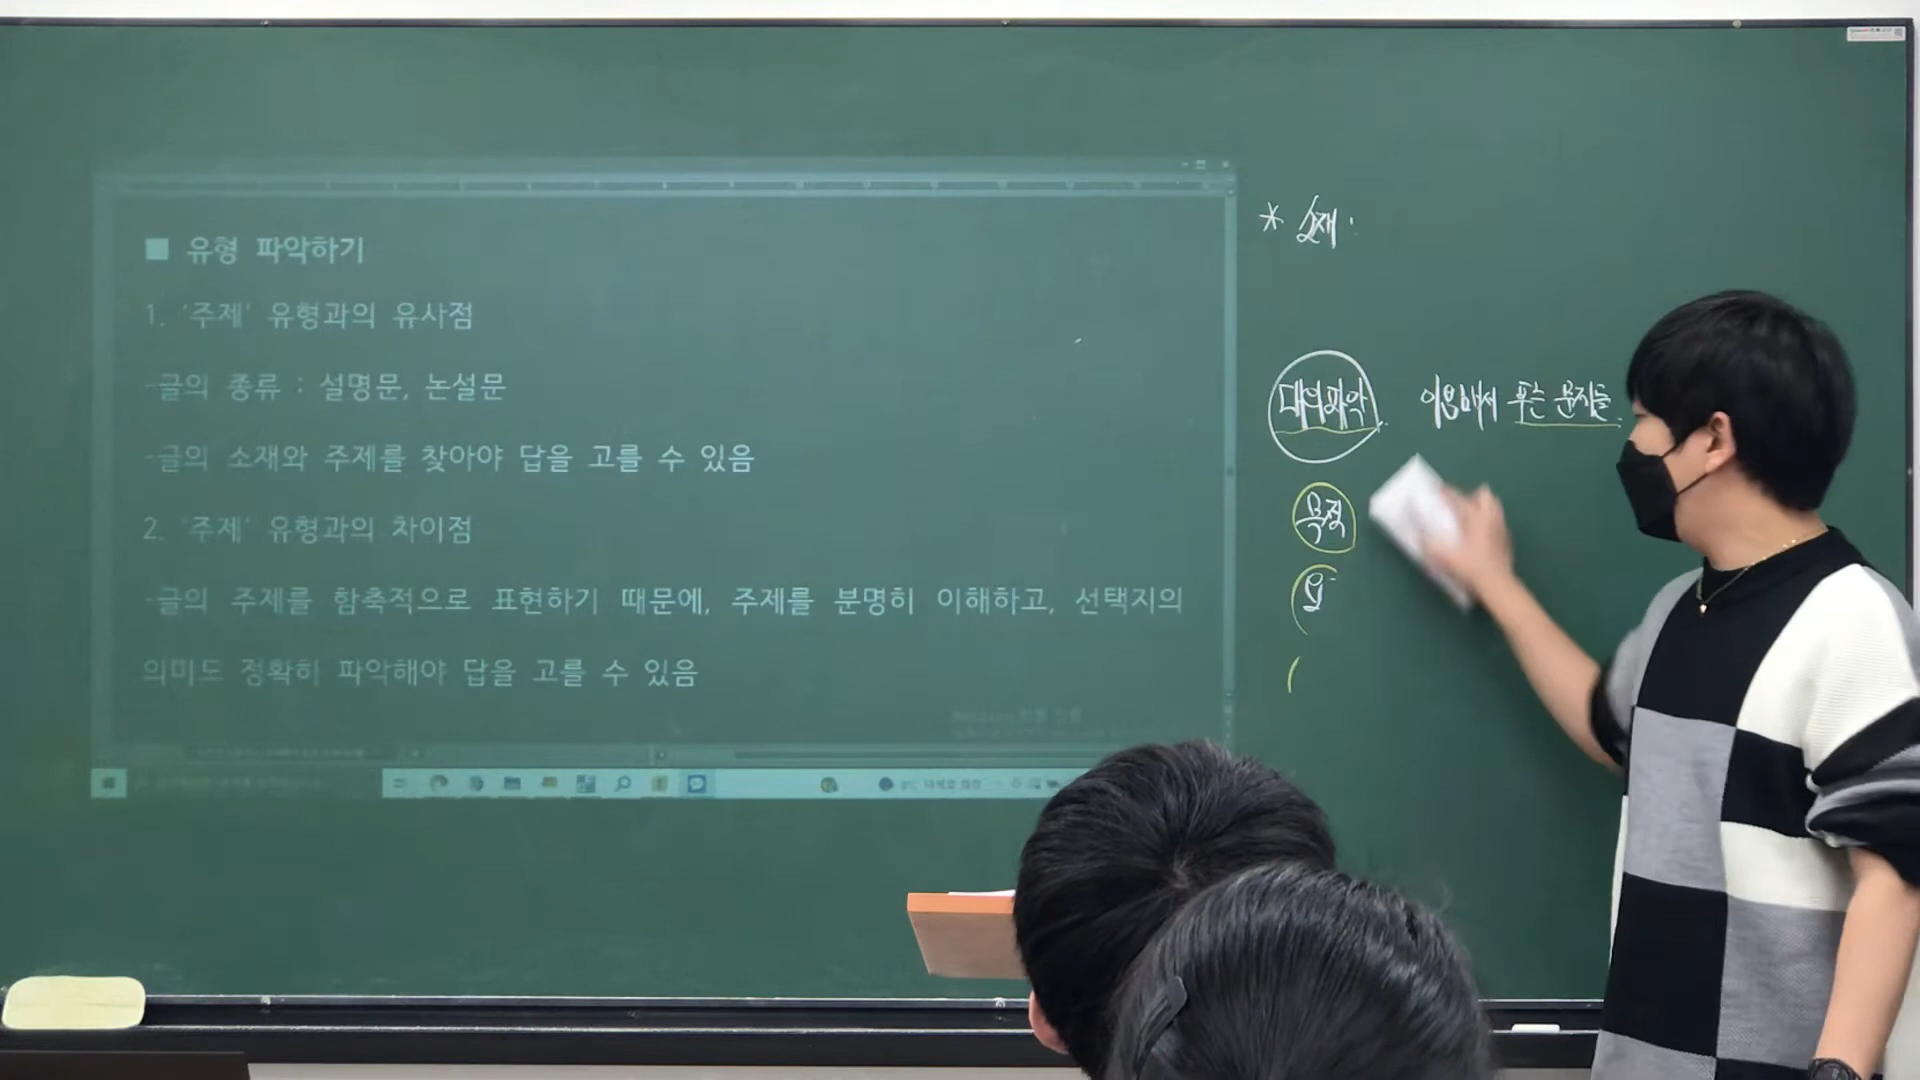 ■ 유형 파악하기
1. ‘주제’ 유형과의 유사점
-글의 종류 : 설명문, 논설문
-글의 소재와 주제를 찾아야 답을 고를 수 있음
2. ‘주제’ 유형과의 차이점
-글의 주제를 함축적으로 표현하기 때문에, 주제를 분명히 이해하고, 선택지의
의미도 정확히 파악해야 답을 고를 수 있음
* 소재 :
대의파악 이용해서 푸는 문제들
목적